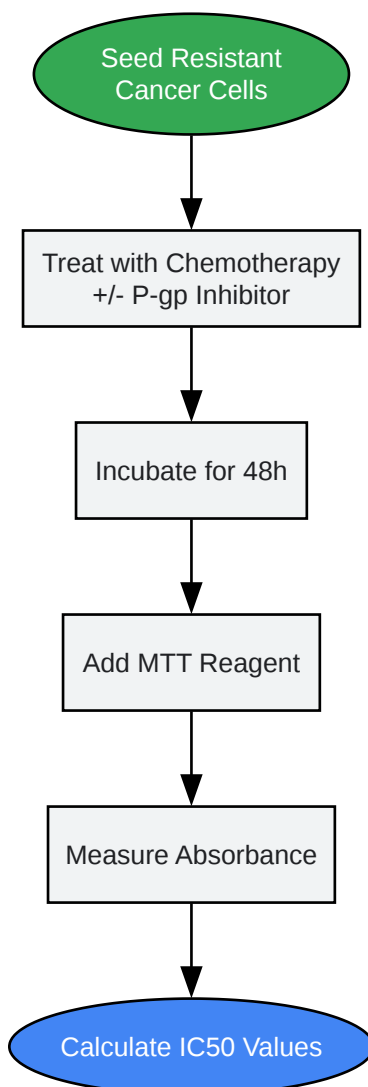 Seed Resistant
Cancer Cells
Treat with Chemotherapy
+/- P-gp Inhibitor
Incubate for 48h
Add MTT Reagent
Measure Absorbance
Calculate IC50 Values